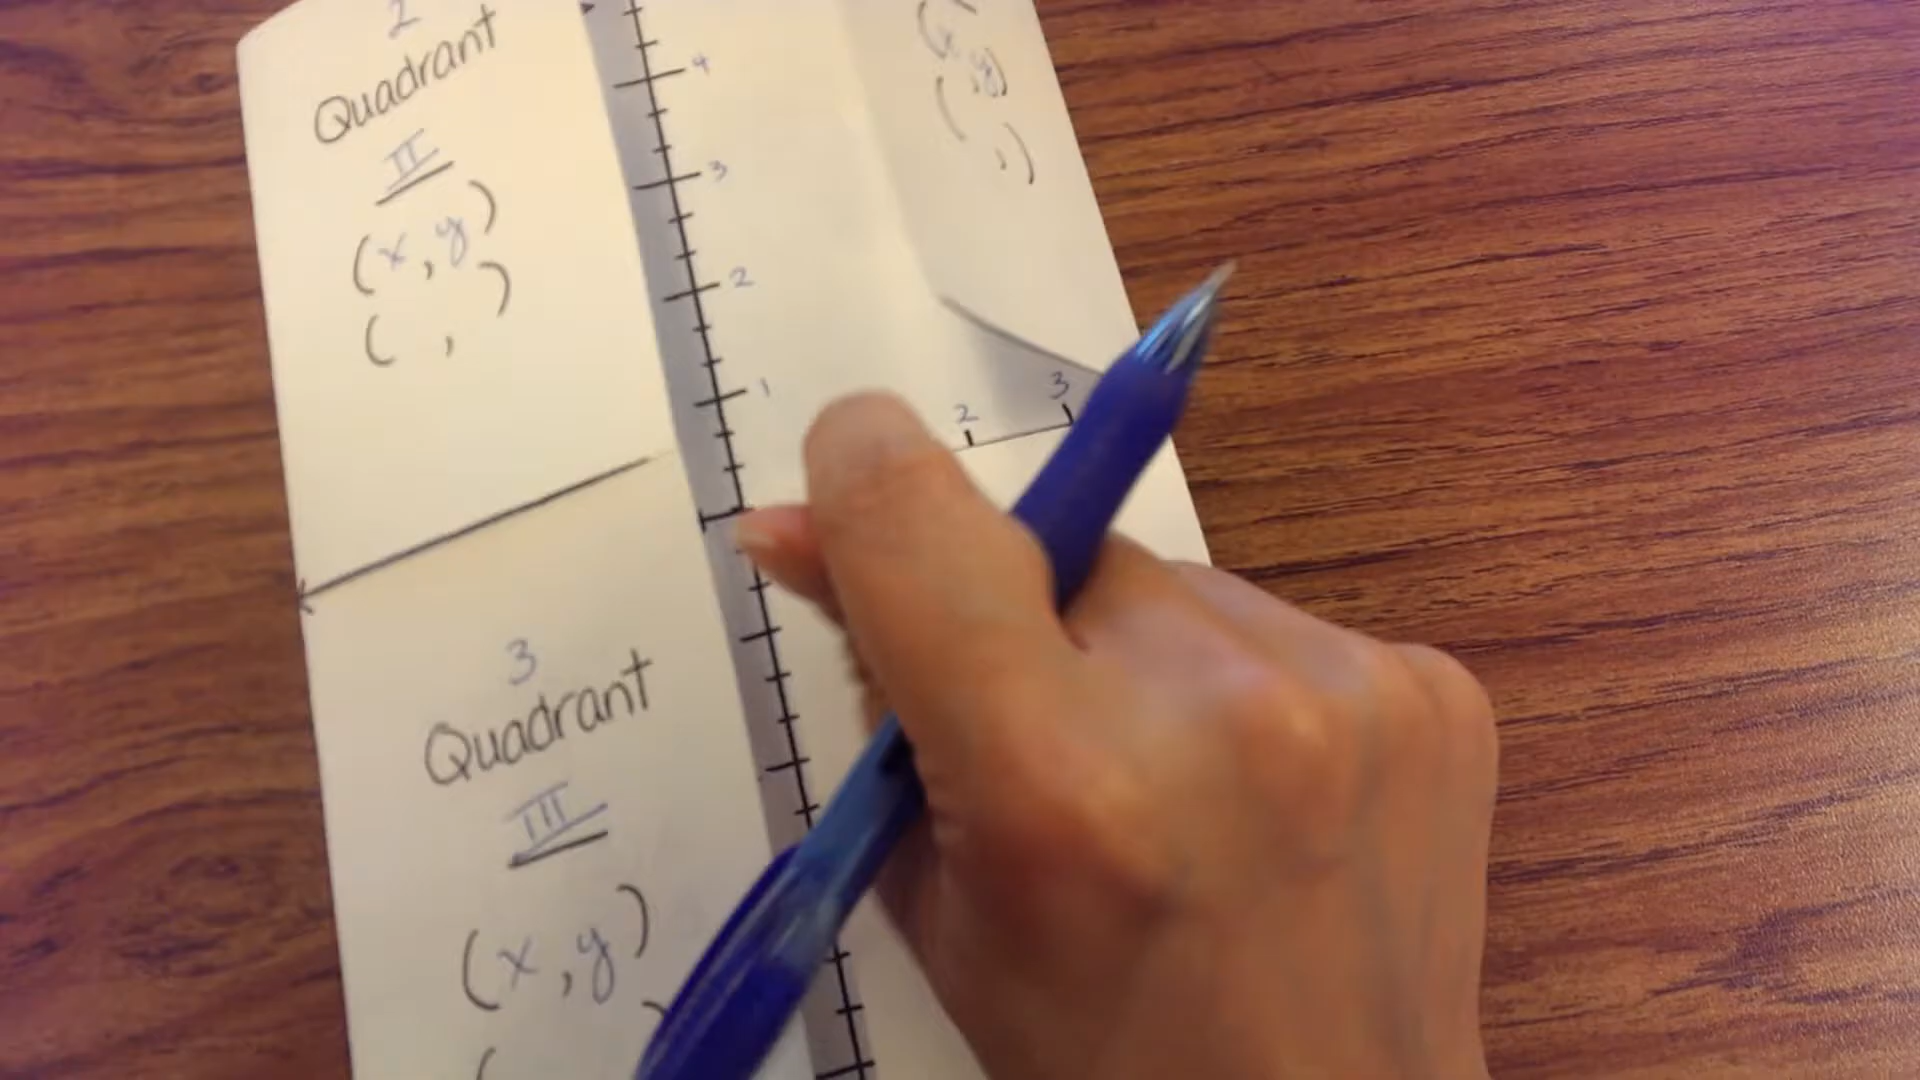 2
Quadrant
II
(x, y)
( , )
3
Quadrant
III
(x, y)
(
)
4
3
2
1
2
3
(x, y)
( , )